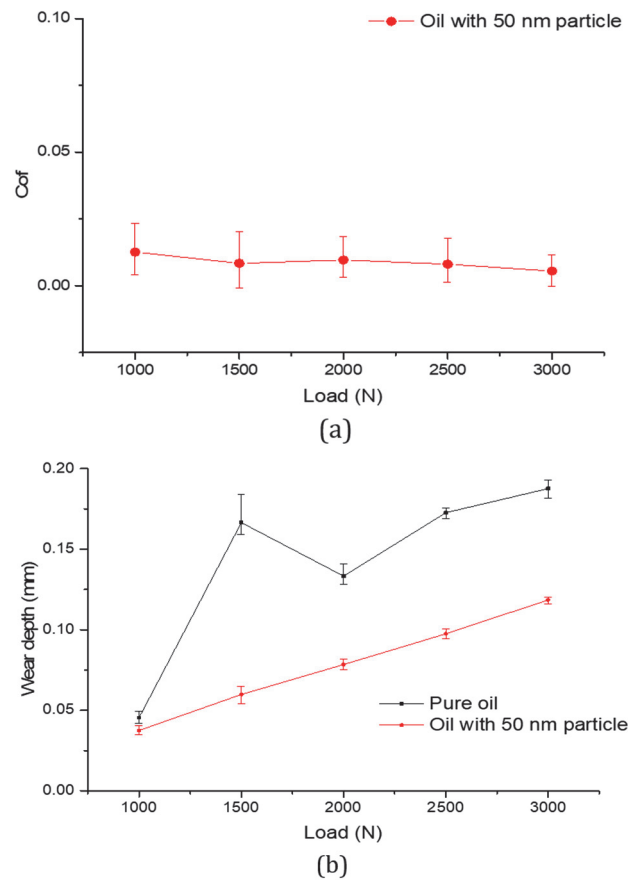 0.10
Oil with 50 nm particle
0.05
Cof
0.00
1000 1500 2000 2500 3000
Load (N)
(a)
0.20
0.15
Wear depth (mm)
0.10
0.05
Pure oil
Oil with 50 nm particle
0.00
1000 1500 2000 2500 3000
Load (N)
(b)